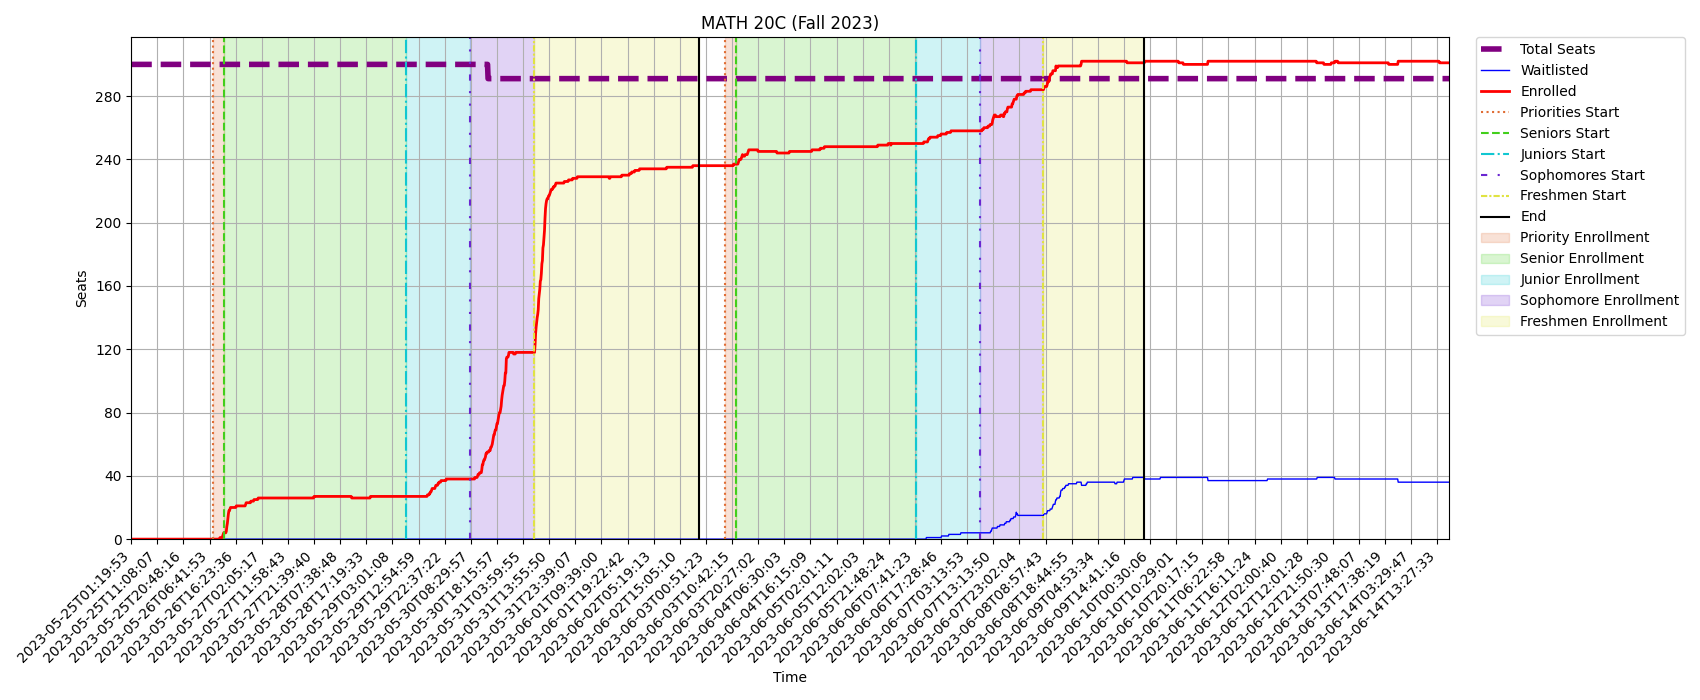 MATH 20C (Fall 2023)
Total Seats
Waitlisted
Enrolled
Priorities Start
Seniors Start
Juniors Start
Sophomores Start
Freshmen Start
End
Priority Enrollment
Senior Enrollment
Junior Enrollment
Sophomore Enrollment
Freshmen Enrollment
Seats
280
240
200
160
120
80
40
0
2023-05-25T01:19:53
2023-05-25T11:08:07
2023-05-25T20:48:16
2023-05-26T06:41:53
2023-05-26T16:23:36
2023-05-27T02:05:17
2023-05-27T11:58:43
2023-05-27T21:39:40
2023-05-28T07:38:48
2023-05-28T17:19:33
2023-05-29T03:01:08
2023-05-29T12:54:59
2023-05-29T22:37:22
2023-05-30T08:29:57
2023-05-30T18:15:57
2023-05-31T03:59:55
2023-05-31T13:55:50
2023-05-31T23:39:07
2023-06-01T09:39:00
2023-06-01T19:22:42
2023-06-02T05:19:13
2023-06-02T15:05:10
2023-06-03T00:51:23
2023-06-03T10:42:15
2023-06-03T20:27:02
2023-06-04T06:30:03
2023-06-04T16:15:09
2023-06-05T02:01:11
2023-06-05T12:02:03
2023-06-05T21:48:24
2023-06-06T07:41:23
2023-06-06T17:28:46
2023-06-07T03:13:53
2023-06-07T13:13:50
2023-06-07T23:02:04
2023-06-08T08:57:43
2023-06-08T18:44:55
2023-06-09T04:53:34
2023-06-09T14:41:16
2023-06-10T00:30:06
2023-06-10T10:29:01
2023-06-10T20:17:15
2023-06-11T06:22:58
2023-06-11T16:11:24
2023-06-12T02:00:40
2023-06-12T12:01:28
2023-06-12T21:50:30
2023-06-13T07:48:07
2023-06-13T17:38:19
2023-06-14T03:29:47
2023-06-14T13:27:33
Time